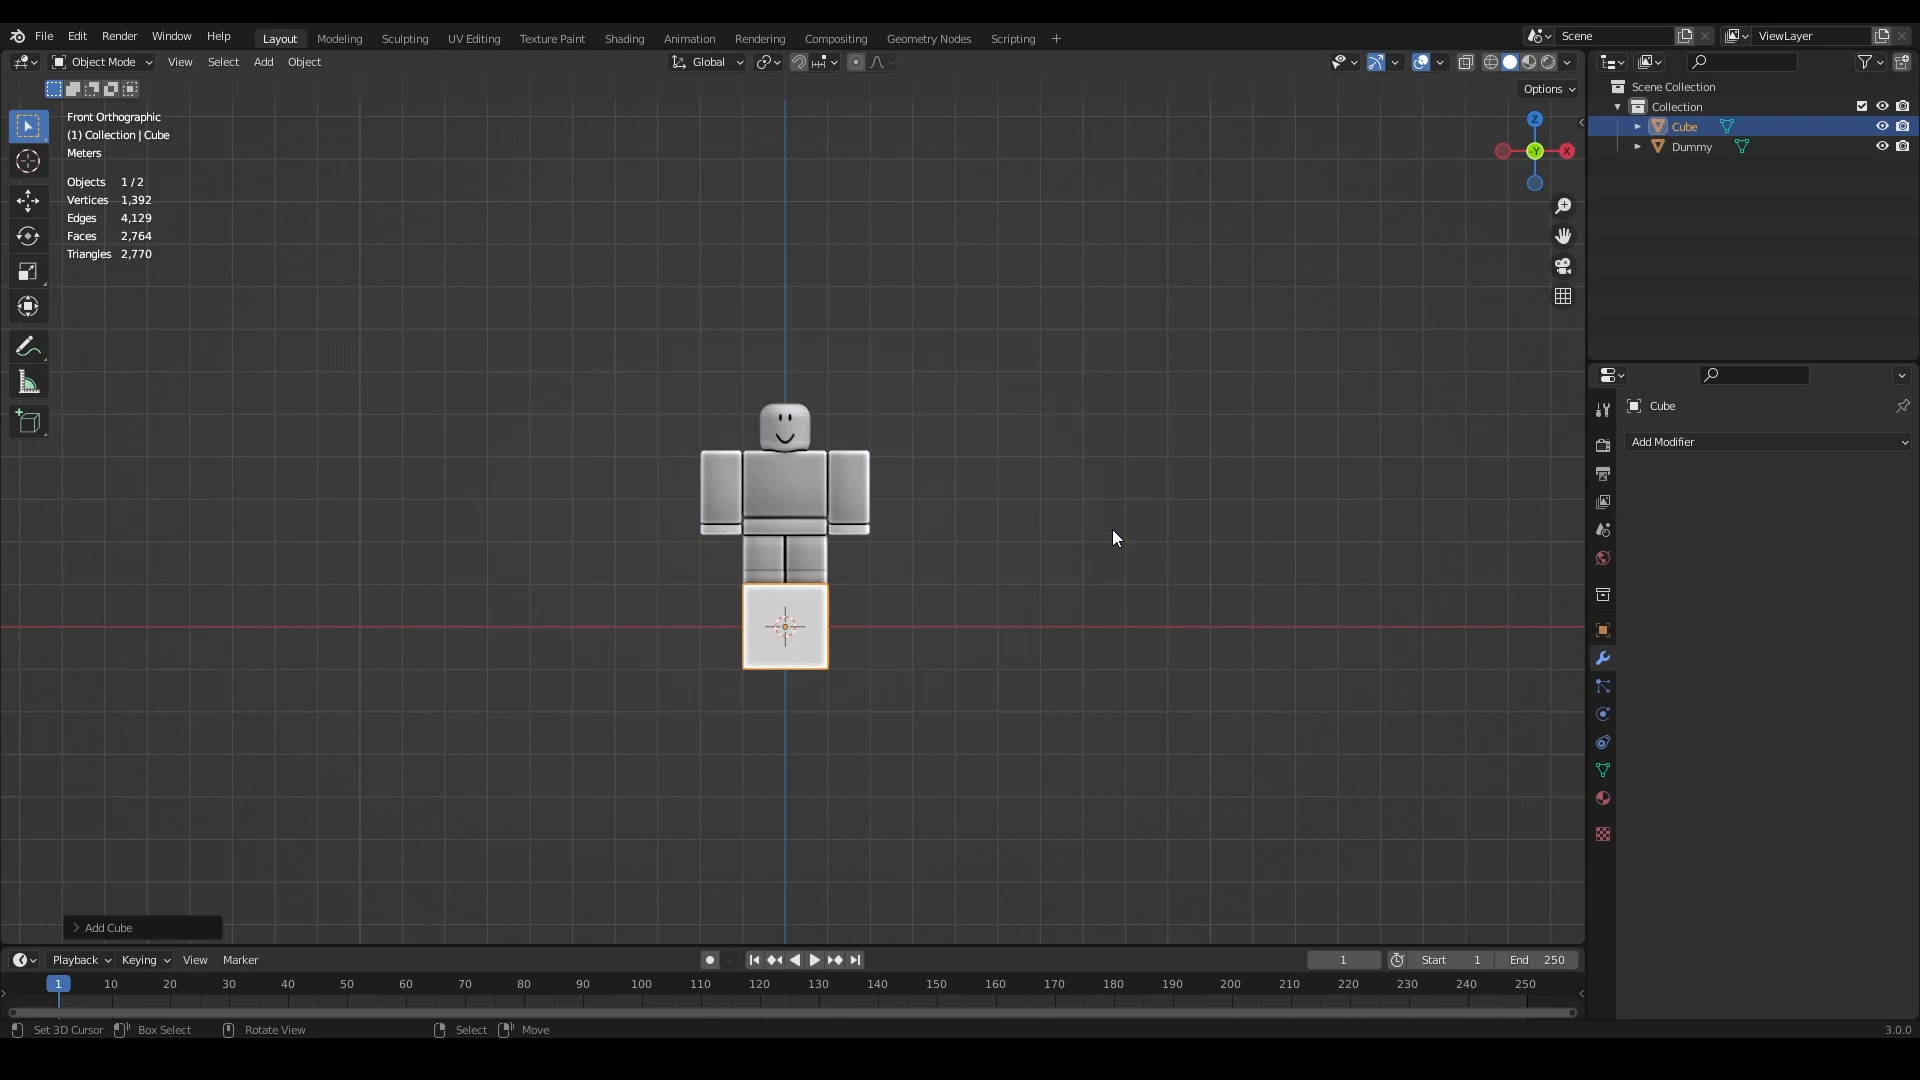 File Edit Render Window Help Layout Modeling Sculpting UV Editing Texture Paint Shading Animation Rendering Compositing Geometry Nodes Scripting + Scene ViewLayer
Object Mode View Select Add Object Global
Options
Front Orthographic
(1) Collection | Cube
Meters
Objects 1 / 2
Vertices 1,392
Edges 4,129
Faces 2,764
Triangles 2,770
Z
-Y
X
Scene Collection
Collection
Cube
Dummy
Cube
Add Modifier
Add Cube
Playback Keying View Marker 1 Start 1 End 250
1 10 20 30 40 50 60 70 80 90 100 110 120 130 140 150 160 170 180 190 200 210 220 230 240 250
Set 3D Cursor Box Select Rotate View Select Move 3.0.0